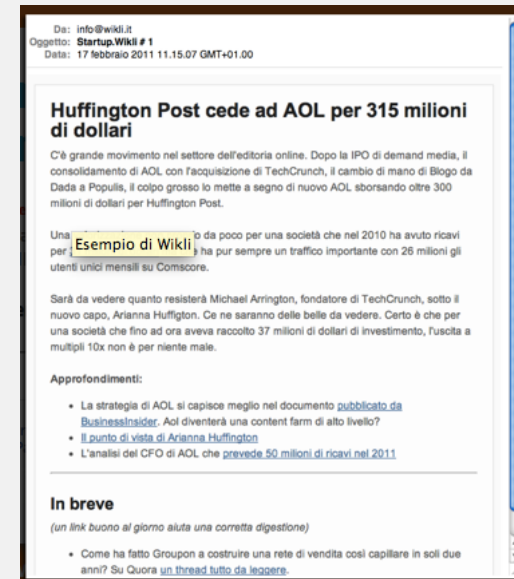 Da: info@wikli.it
Oggetto: Startup.Wikli # 1
Data: 17 febbraio 2011 11.15.07 GMT+01.00
Huffington Post cede ad AOL per 315 milioni
di dollari
C'è grande movimento nel settore dell'editoria online. Dopo la IPO di demand media, il
consolidamento di AOL con l'acquisizione di TechCrunch, il cambio di mano di Blogo da
Dada a Populis, il colpo grosso lo mette a segno di nuovo AOL sborsando oltre 300
milioni di dollari per Huffington Post.
Una da poco per una società che nel 2010 ha avuto ricavi
Esempio di Wikli
per ha pur sempre un traffico importante con 26 milioni gli
utenti unici mensili su Comscore.
Sarà da vedere quanto resisterà Michael Arrington, fondatore di TechCrunch, sotto il
nuovo capo, Arianna Huffigton. Ce ne saranno delle belle da vedere. Certo è che per
una società che fino ad ora aveva raccolto 37 milioni di dollari di investimento, l'uscita a
multipli 10x non è per niente male.
Approfondimenti:
• La strategia di AOL si capisce meglio nel documento pubblicato da
BusinessInsider. Aol diventerà una content farm di alto livello?
• Il punto di vista di Arianna Huffington
• L'analisi del CFO di AOL che prevede 50 milioni di ricavi nel 2011
In breve
(un link buono al giorno aiuta una corretta digestione)
• Come ha fatto Groupon a costruire una rete di vendita così capillare in soli due
anni? Su Quora un thread tutto da leggere.